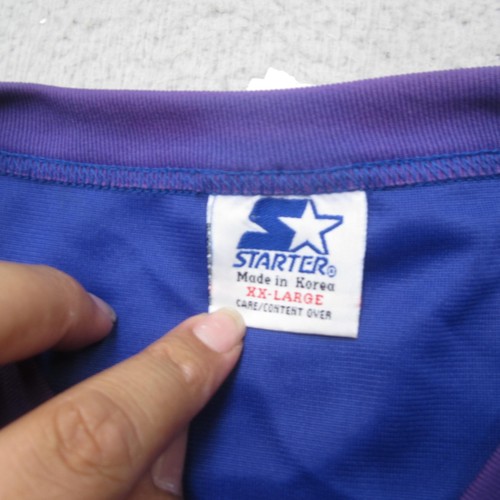 STARTER®
Made in Korea
XX-LARGE
CARE/CONTENT OVER